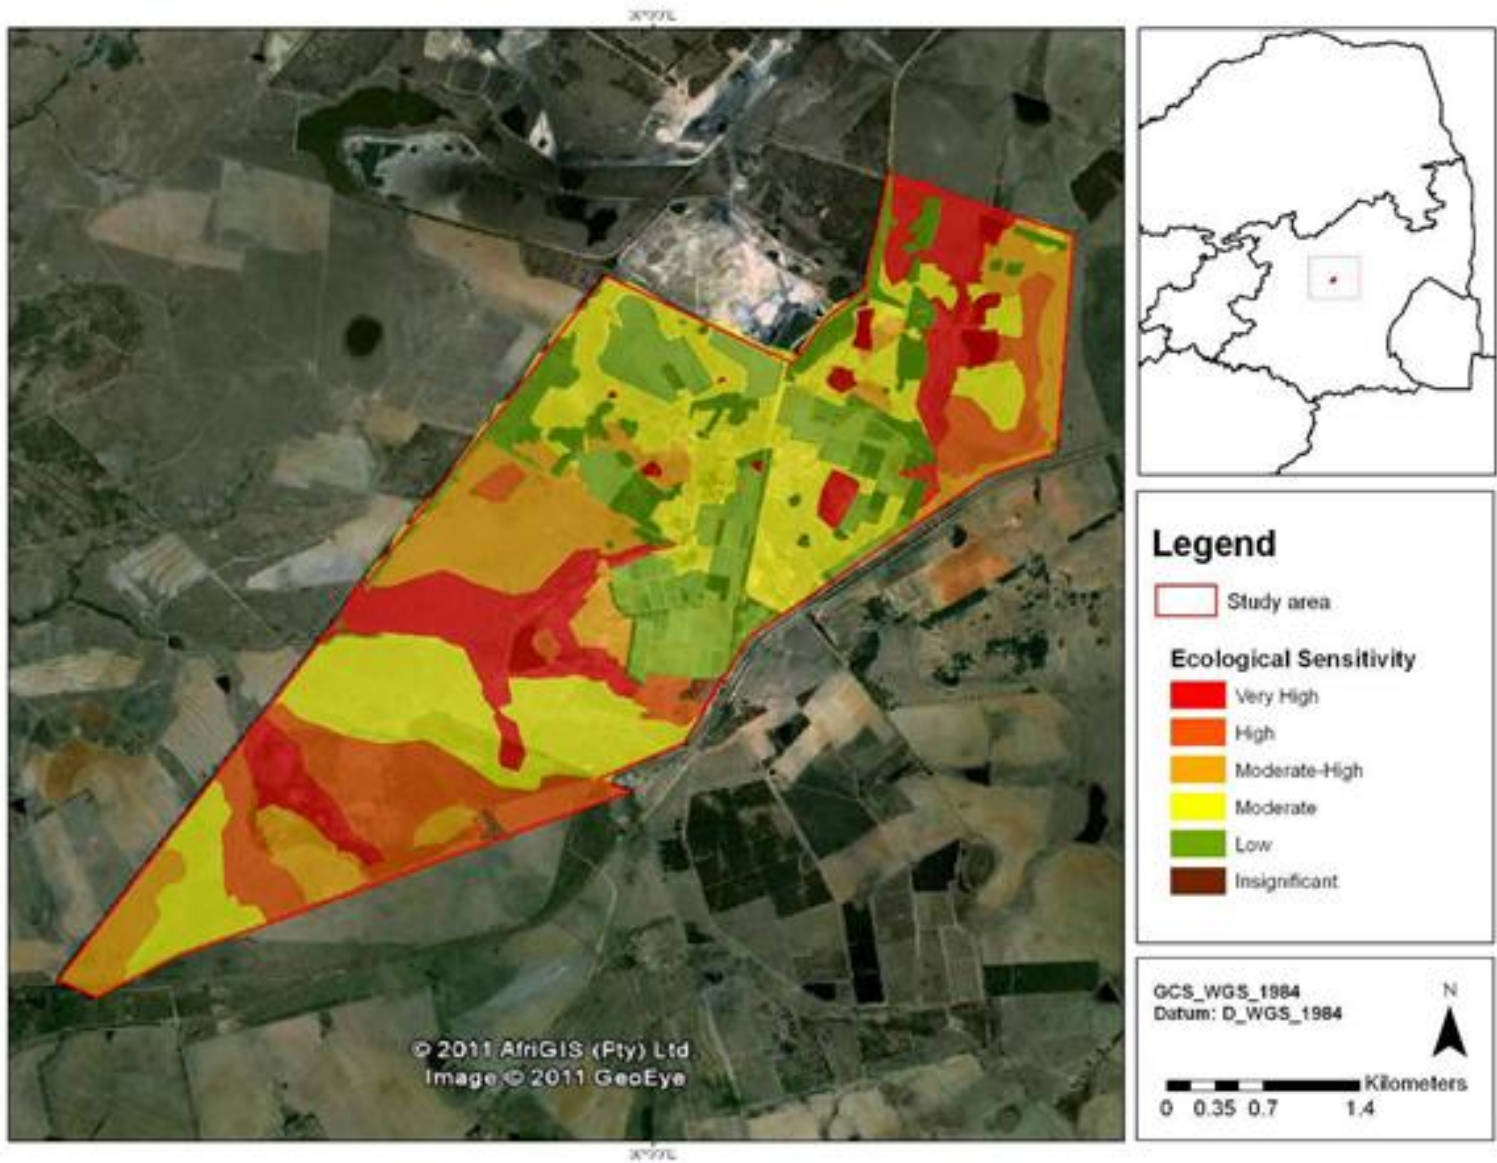 Legend
Study area
Ecological Sensitivity
Very High
High
Moderate-High
Moderate
Low
Insignificant
GCS_WGS_1984
Datum: D_WGS_1984
N
Kilometers
0 0.35 0.7 1.4
© 2011 AfriGIS (Pty) Ltd
Image © 2011 GeoEye